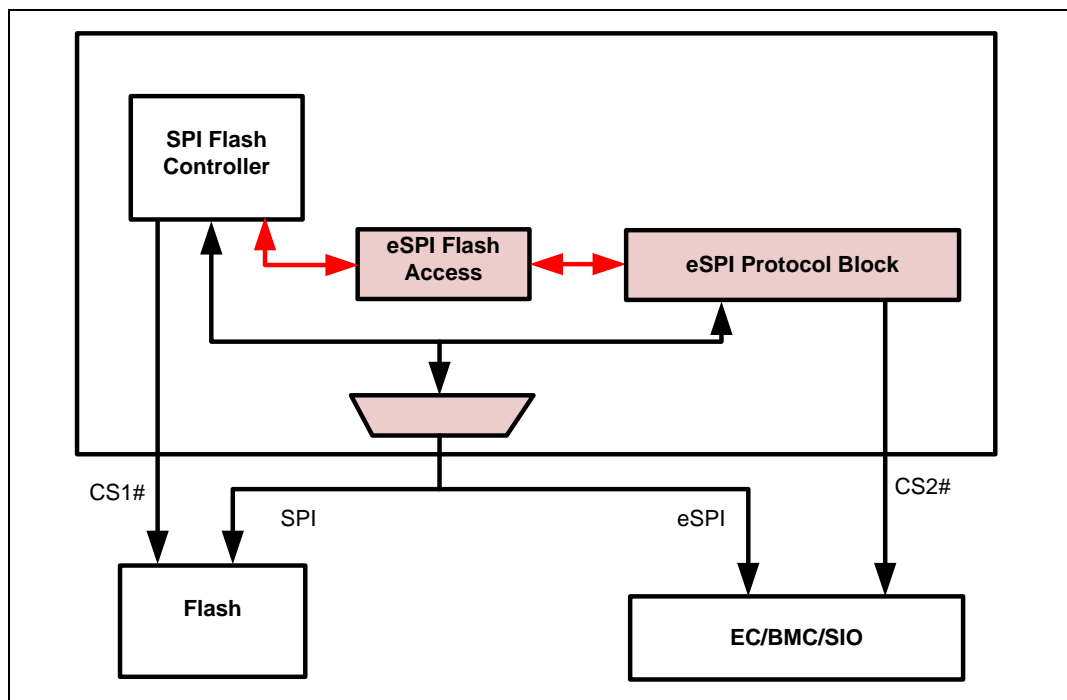 SPI Flash
Controller
eSPI Flash
Access
eSPI Protocol Block
CS1#
SPI
eSPI
CS2#
Flash
EC/BMC/SIO